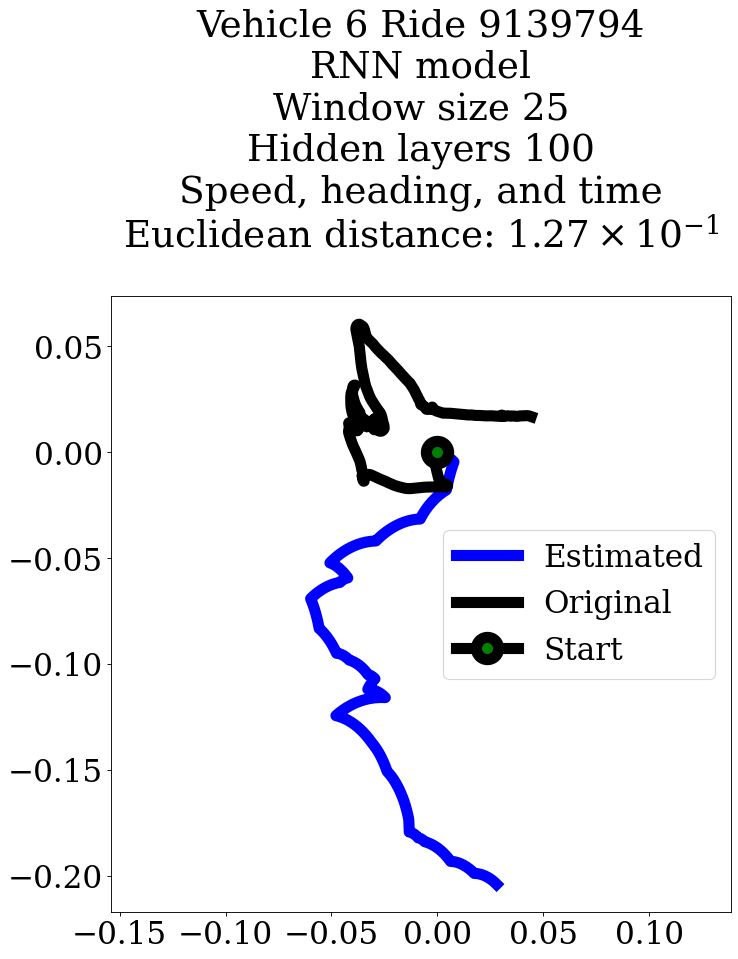 Vehicle 6 Ride 9139794
RNN model
Window size 25
Hidden layers 100
Speed, heading, and time
Euclidean distance: 1.27 × 10⁻¹
0.05
0.00
−0.05
−0.10
−0.15
−0.20
Estimated
Original
Start
−0.15 −0.10 −0.05 0.00 0.05 0.10